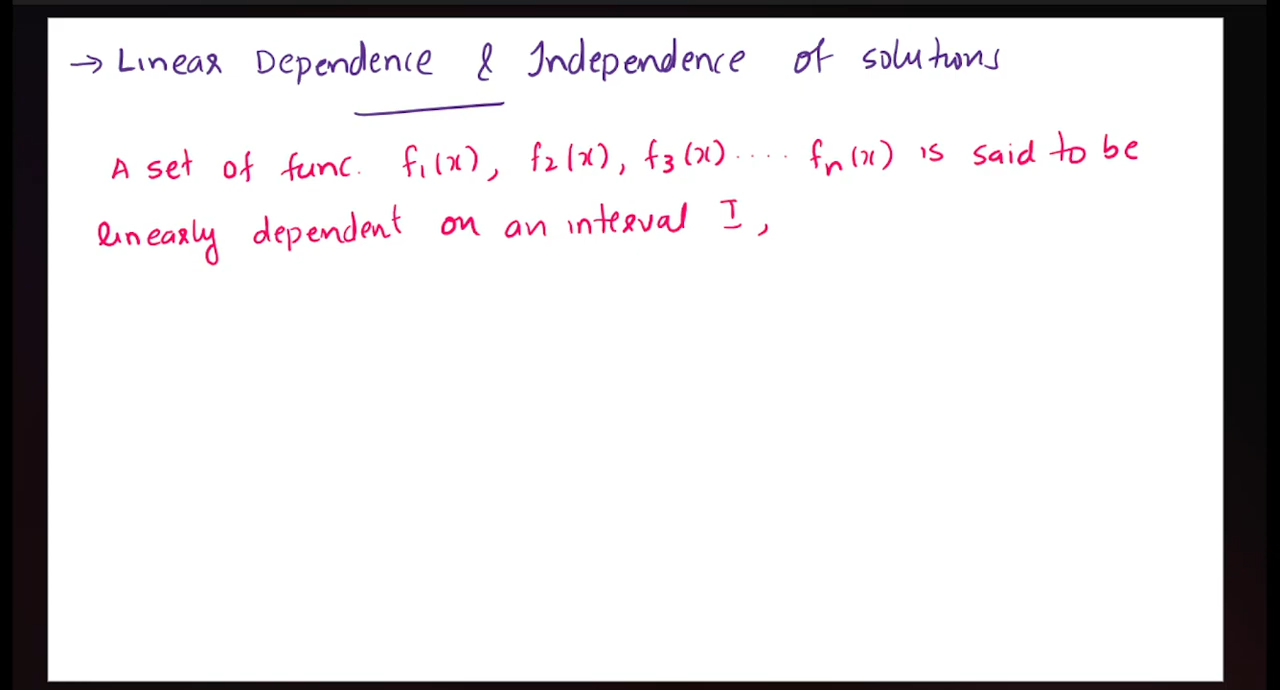 → Linear Dependence & Independence of solutions
A set of func. f₁(x), f₂(x), f₃(x) .... fₙ(x) is said to be
linearly dependent on an interval I,